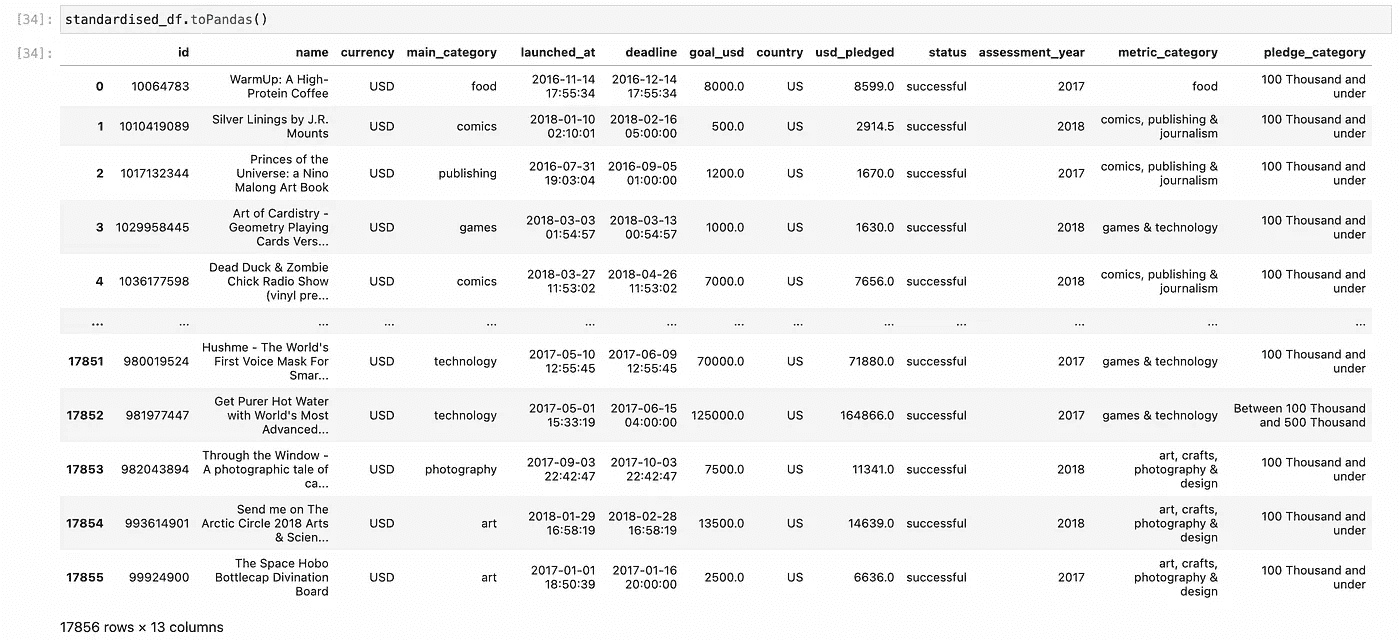 [34]: standardised_df.toPandas()
[34]: id name currency main_category launched_at deadline goal_usd country usd_pledged status assessment_year metric_category pledge_category
0 10064783 WarmUp: A High-Protein Coffee USD food 2016-11-14 17:55:34 2016-12-14 17:55:34 8000.0 US 8599.0 successful 2017 food 100 Thousand and under
1 1010419089 Silver Linings by J.R. Mounts USD comics 2018-01-10 02:10:01 2018-02-16 05:00:00 500.0 US 2914.5 successful 2018 comics, publishing & journalism 100 Thousand and under
2 1017132344 Princes of the Universe: a Nino Malong Art Book USD publishing 2016-07-31 19:03:04 2016-09-05 01:00:00 1200.0 US 1670.0 successful 2017 comics, publishing & journalism 100 Thousand and under
3 1029958445 Art of Cardistry - Geometry Playing Cards Vers... USD games 2018-03-03 01:54:57 2018-03-13 00:54:57 1000.0 US 1630.0 successful 2018 games & technology 100 Thousand and under
4 1036177598 Dead Duck & Zombie Chick Radio Show (vinyl pre... USD comics 2018-03-27 11:53:02 2018-04-26 11:53:02 7000.0 US 7656.0 successful 2018 comics, publishing & journalism 100 Thousand and under
... ... ... ... ... ... ... ... ... ... ... ... ... ...
17851 980019524 Hushme - The World's First Voice Mask For Smar... USD technology 2017-05-10 12:55:45 2017-06-09 12:55:45 70000.0 US 71880.0 successful 2017 games & technology 100 Thousand and under
17852 981977447 Get Purer Hot Water with World's Most Advanced... USD technology 2017-05-01 15:33:19 2017-06-15 04:00:00 125000.0 US 164866.0 successful 2017 games & technology Between 100 Thousand and 500 Thousand
17853 982043894 Through the Window - A photographic tale of ca... USD photography 2017-09-03 22:42:47 2017-10-03 22:42:47 7500.0 US 11341.0 successful 2018 art, crafts, photography & design 100 Thousand and under
17854 993614901 Send me on The Arctic Circle 2018 Arts & Scien... USD art 2018-01-29 16:58:19 2018-02-28 16:58:19 13500.0 US 14639.0 successful 2018 art, crafts, photography & design 100 Thousand and under
17855 99924900 The Space Hobo Bottlecap Divination Board USD art 2017-01-01 18:50:39 2017-01-16 20:00:00 2500.0 US 6636.0 successful 2017 art, crafts, photography & design 100 Thousand and under
17856 rows × 13 columns